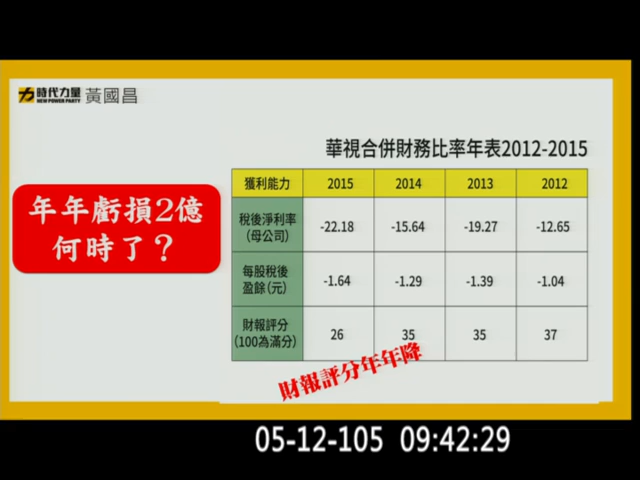 力 時代力量 黃國昌
NEW POWER PARTY
華視合併財務比率年表2012-2015
年年虧損2億
何時了？
獲利能力 2015 2014 2013 2012
稅後淨利率
(母公司) -22.18 -15.64 -19.27 -12.65
每股稅後
盈餘(元) -1.64 -1.29 -1.39 -1.04
財報評分
(100為滿分) 26 35 35 37
財報評分年年降
05-12-105 09:42:29